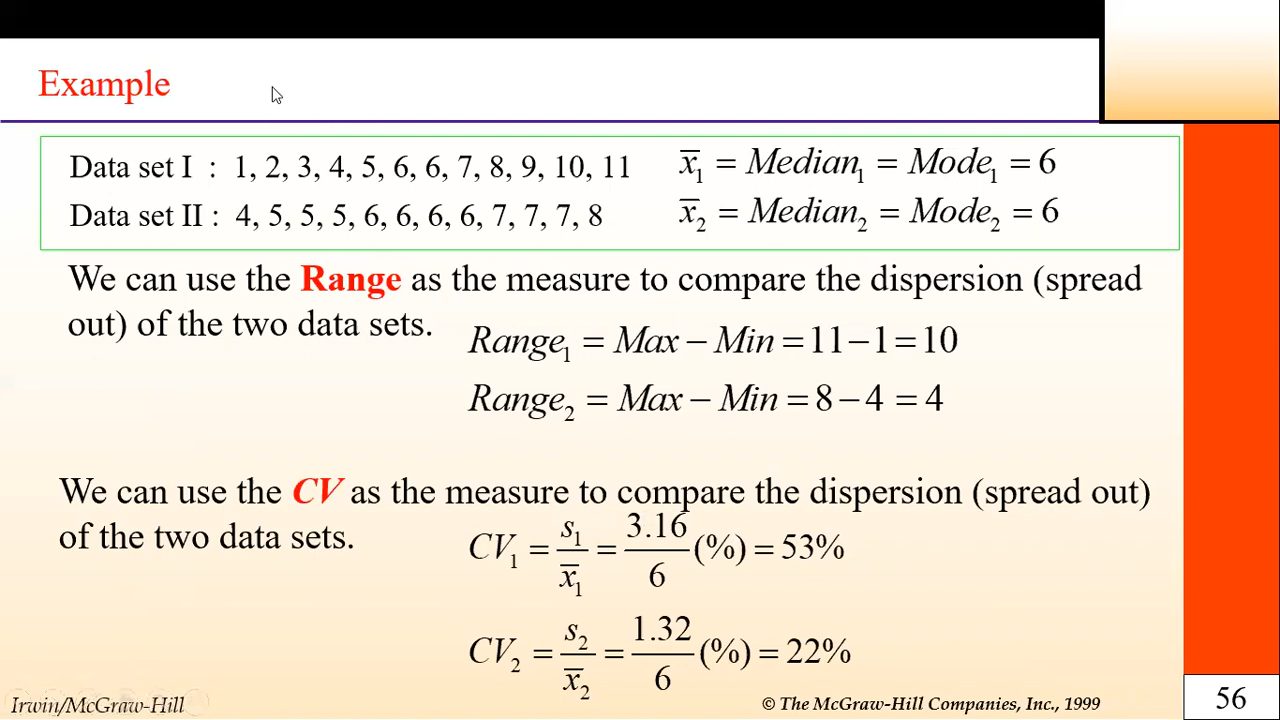 Example
Data set I : 1, 2, 3, 4, 5, 6, 6, 7, 8, 9, 10, 11
x̄₁ = Median₁ = Mode₁ = 6
Data set II : 4, 5, 5, 5, 6, 6, 6, 6, 7, 7, 7, 8
x̄₂ = Median₂ = Mode₂ = 6
We can use the Range as the measure to compare the dispersion (spread
out) of the two data sets.
Range₁ = Max − Min = 11 − 1 = 10
Range₂ = Max − Min = 8 − 4 = 4
We can use the CV as the measure to compare the dispersion (spread out)
of the two data sets.
CV₁ = s₁/x̄₁ = 3.16/6 (%) = 53%
CV₂ = s₂/x̄₂ = 1.32/6 (%) = 22%
Irwin/McGraw-Hill
© The McGraw-Hill Companies, Inc., 1999
56